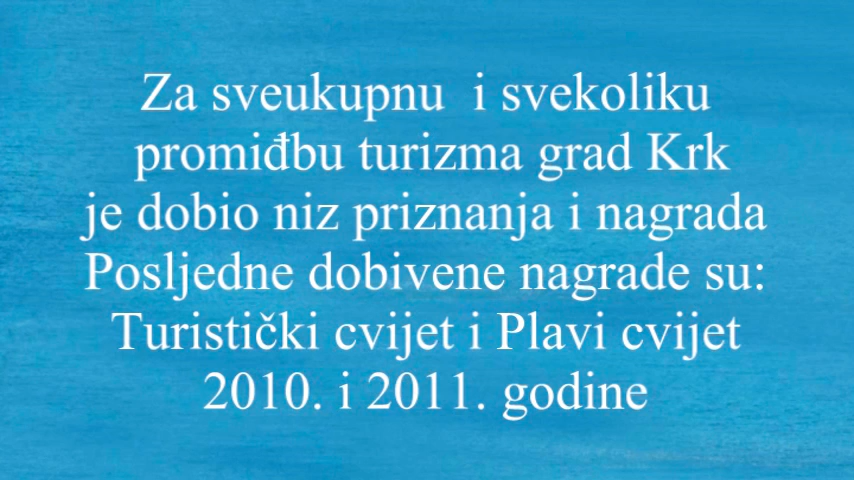 Za sveukupnu i svekoliku
promiđbu turizma grad Krk
je dobio niz priznanja i nagrada
Posljedne dobivene nagrade su:
Turistički cvijet i Plavi cvijet
2010. i 2011. godine